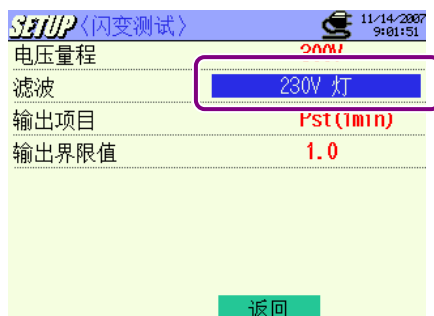 SETUP〈闪变测试〉 11/14/2007
9:01:51
电压量程 200V
滤波 230V 灯
输出项目 Pst(1min)
输出界限值 1.0
返回